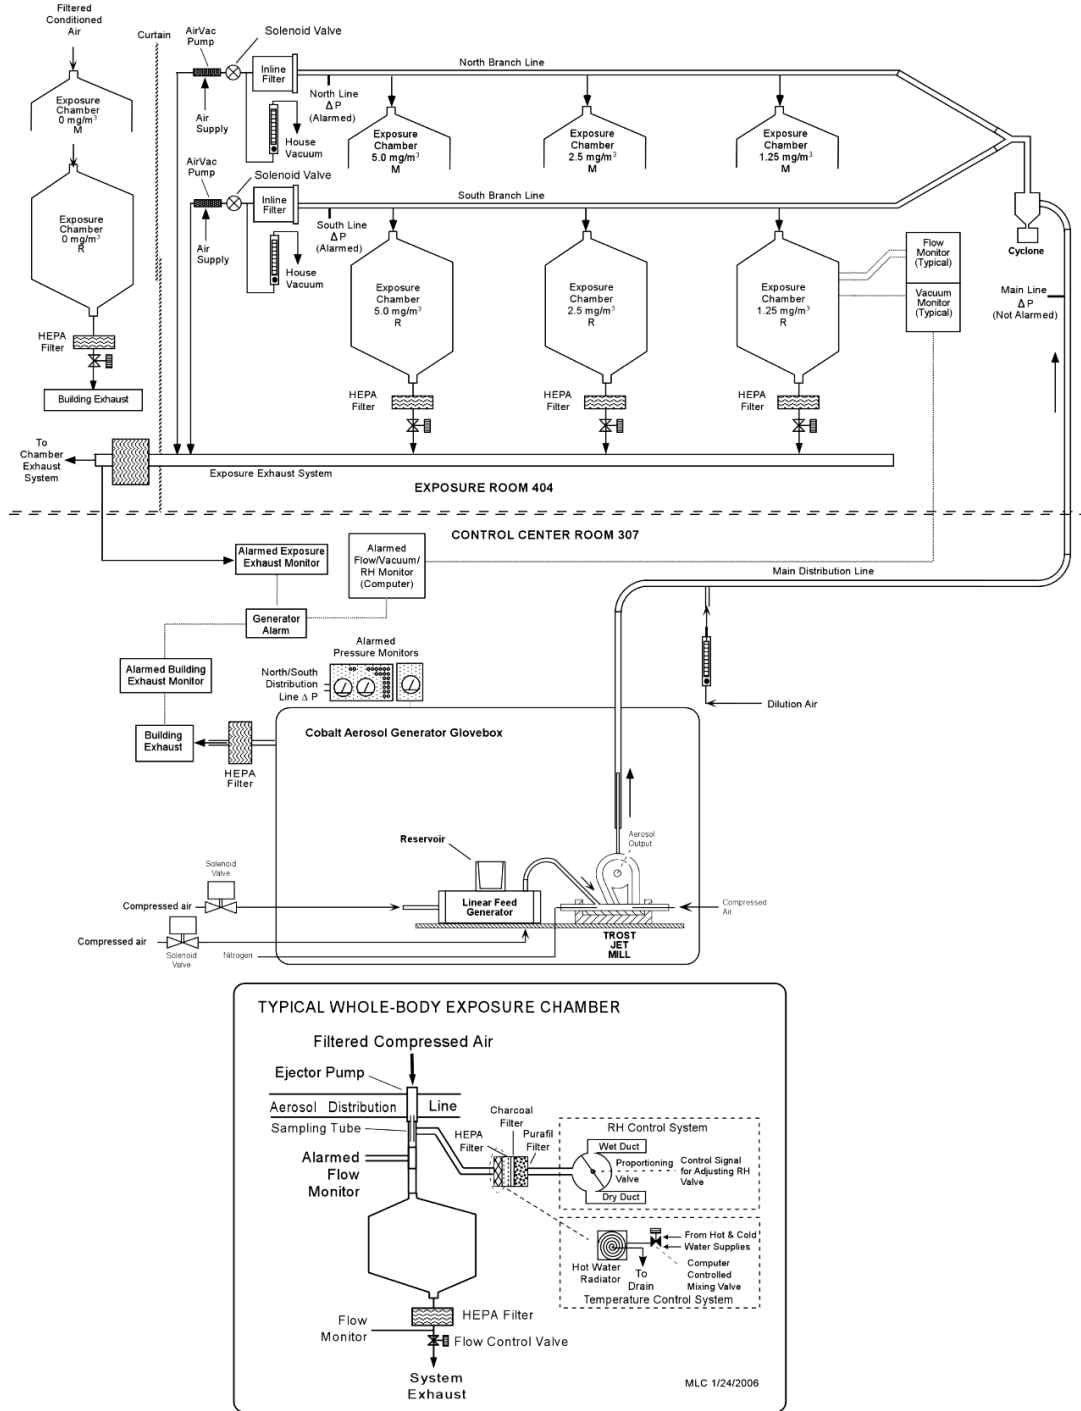 Filtered
Conditioned
Air
Curtain
AirVac
Pump
Solenoid Valve
Inline
Filter
North Branch Line
Exposure
Chamber
0 mg/m³
M
Air
Supply
North Line
Δ P
(Alarmed)
House
Vacuum
Exposure
Chamber
5.0 mg/m³
M
Exposure
Chamber
2.5 mg/m³
M
Exposure
Chamber
1.25 mg/m³
M
AirVac
Pump
Solenoid Valve
Inline
Filter
South Branch Line
Exposure
Chamber
0 mg/m³
R
Air
Supply
South Line
Δ P
(Alarmed)
House
Vacuum
Exposure
Chamber
5.0 mg/m³
R
Exposure
Chamber
2.5 mg/m³
R
Exposure
Chamber
1.25 mg/m³
R
Flow
Monitor
(Typical)
Vacuum
Monitor
(Typical)
Cyclone
Main Line
Δ P
(Not Alarmed)
HEPA
Filter
Building Exhaust
HEPA
Filter
HEPA
Filter
HEPA
Filter
To
Chamber
Exhaust
System
Exposure Exhaust System
EXPOSURE ROOM 404
CONTROL CENTER ROOM 307
Alarmed Exposure
Exhaust Monitor
Alarmed
Flow/Vacuum/
RH Monitor
(Computer)
Main Distribution Line
Generator
Alarm
Alarmed
Pressure Monitors
Alarmed Building
Exhaust Monitor
North/South
Distribution
Line Δ P
Dilution Air
Building
Exhaust
HEPA
Filter
Cobalt Aerosol Generator Glovebox
Reservoir
Aerosol
Output
Solenoid
Valve
Linear Feed
Generator
Compressed air
Compressed
Air
Compressed air
Solenoid
Valve
Nitrogen
TROST
JET
MILL
TYPICAL WHOLE-BODY EXPOSURE CHAMBER
Filtered Compressed Air
Ejector Pump
Aerosol Distribution Line
Sampling Tube
Charcoal
Filter
HEPA
Filter
Purafil
Filter
Alarmed
Flow
Monitor
RH Control System
Wet Duct
Proportioning
Valve
Control Signal
for Adjusting RH
Valve
Dry Duct
From Hot & Cold
Water Supplies
Hot Water
Radiator
To
Drain
Computer
Controlled
Mixing Valve
Temperature Control System
HEPA Filter
Flow
Monitor
Flow Control Valve
System
Exhaust
MLC 1/24/2006